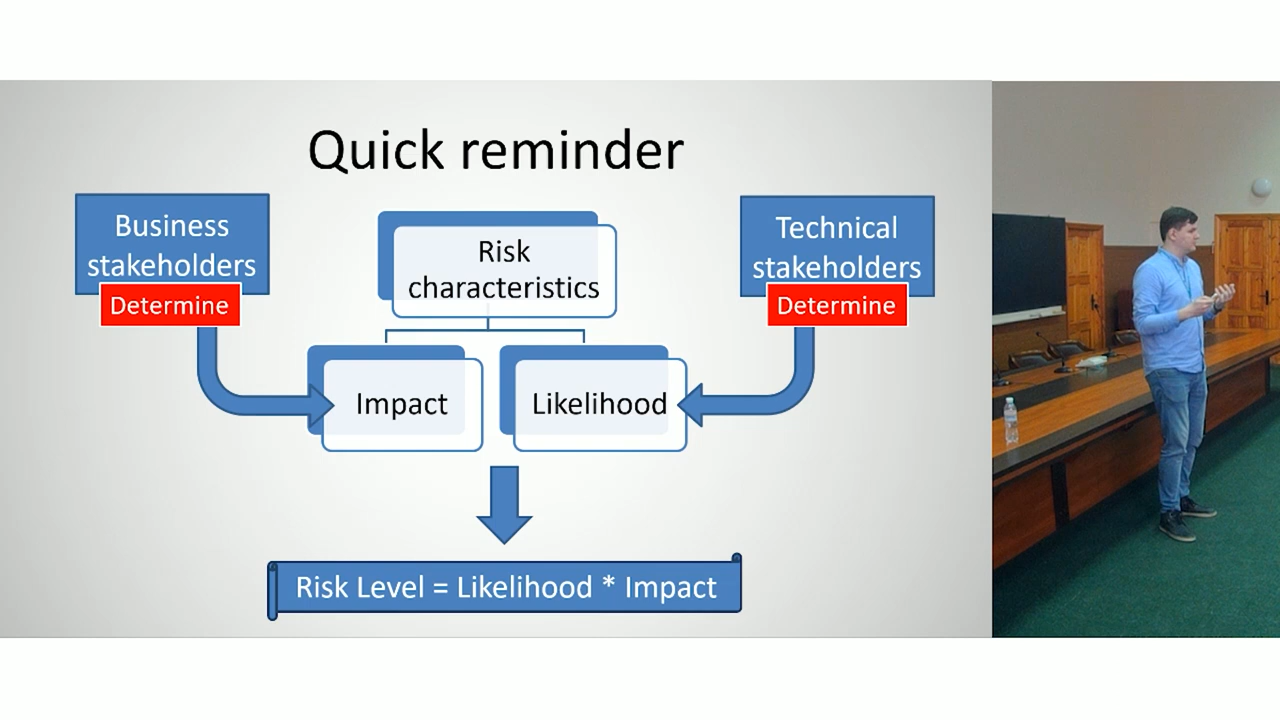 Quick reminder
Business
stakeholders
Determine
Risk
characteristics
Technical
stakeholders
Determine
Impact
Likelihood
Risk Level = Likelihood * Impact